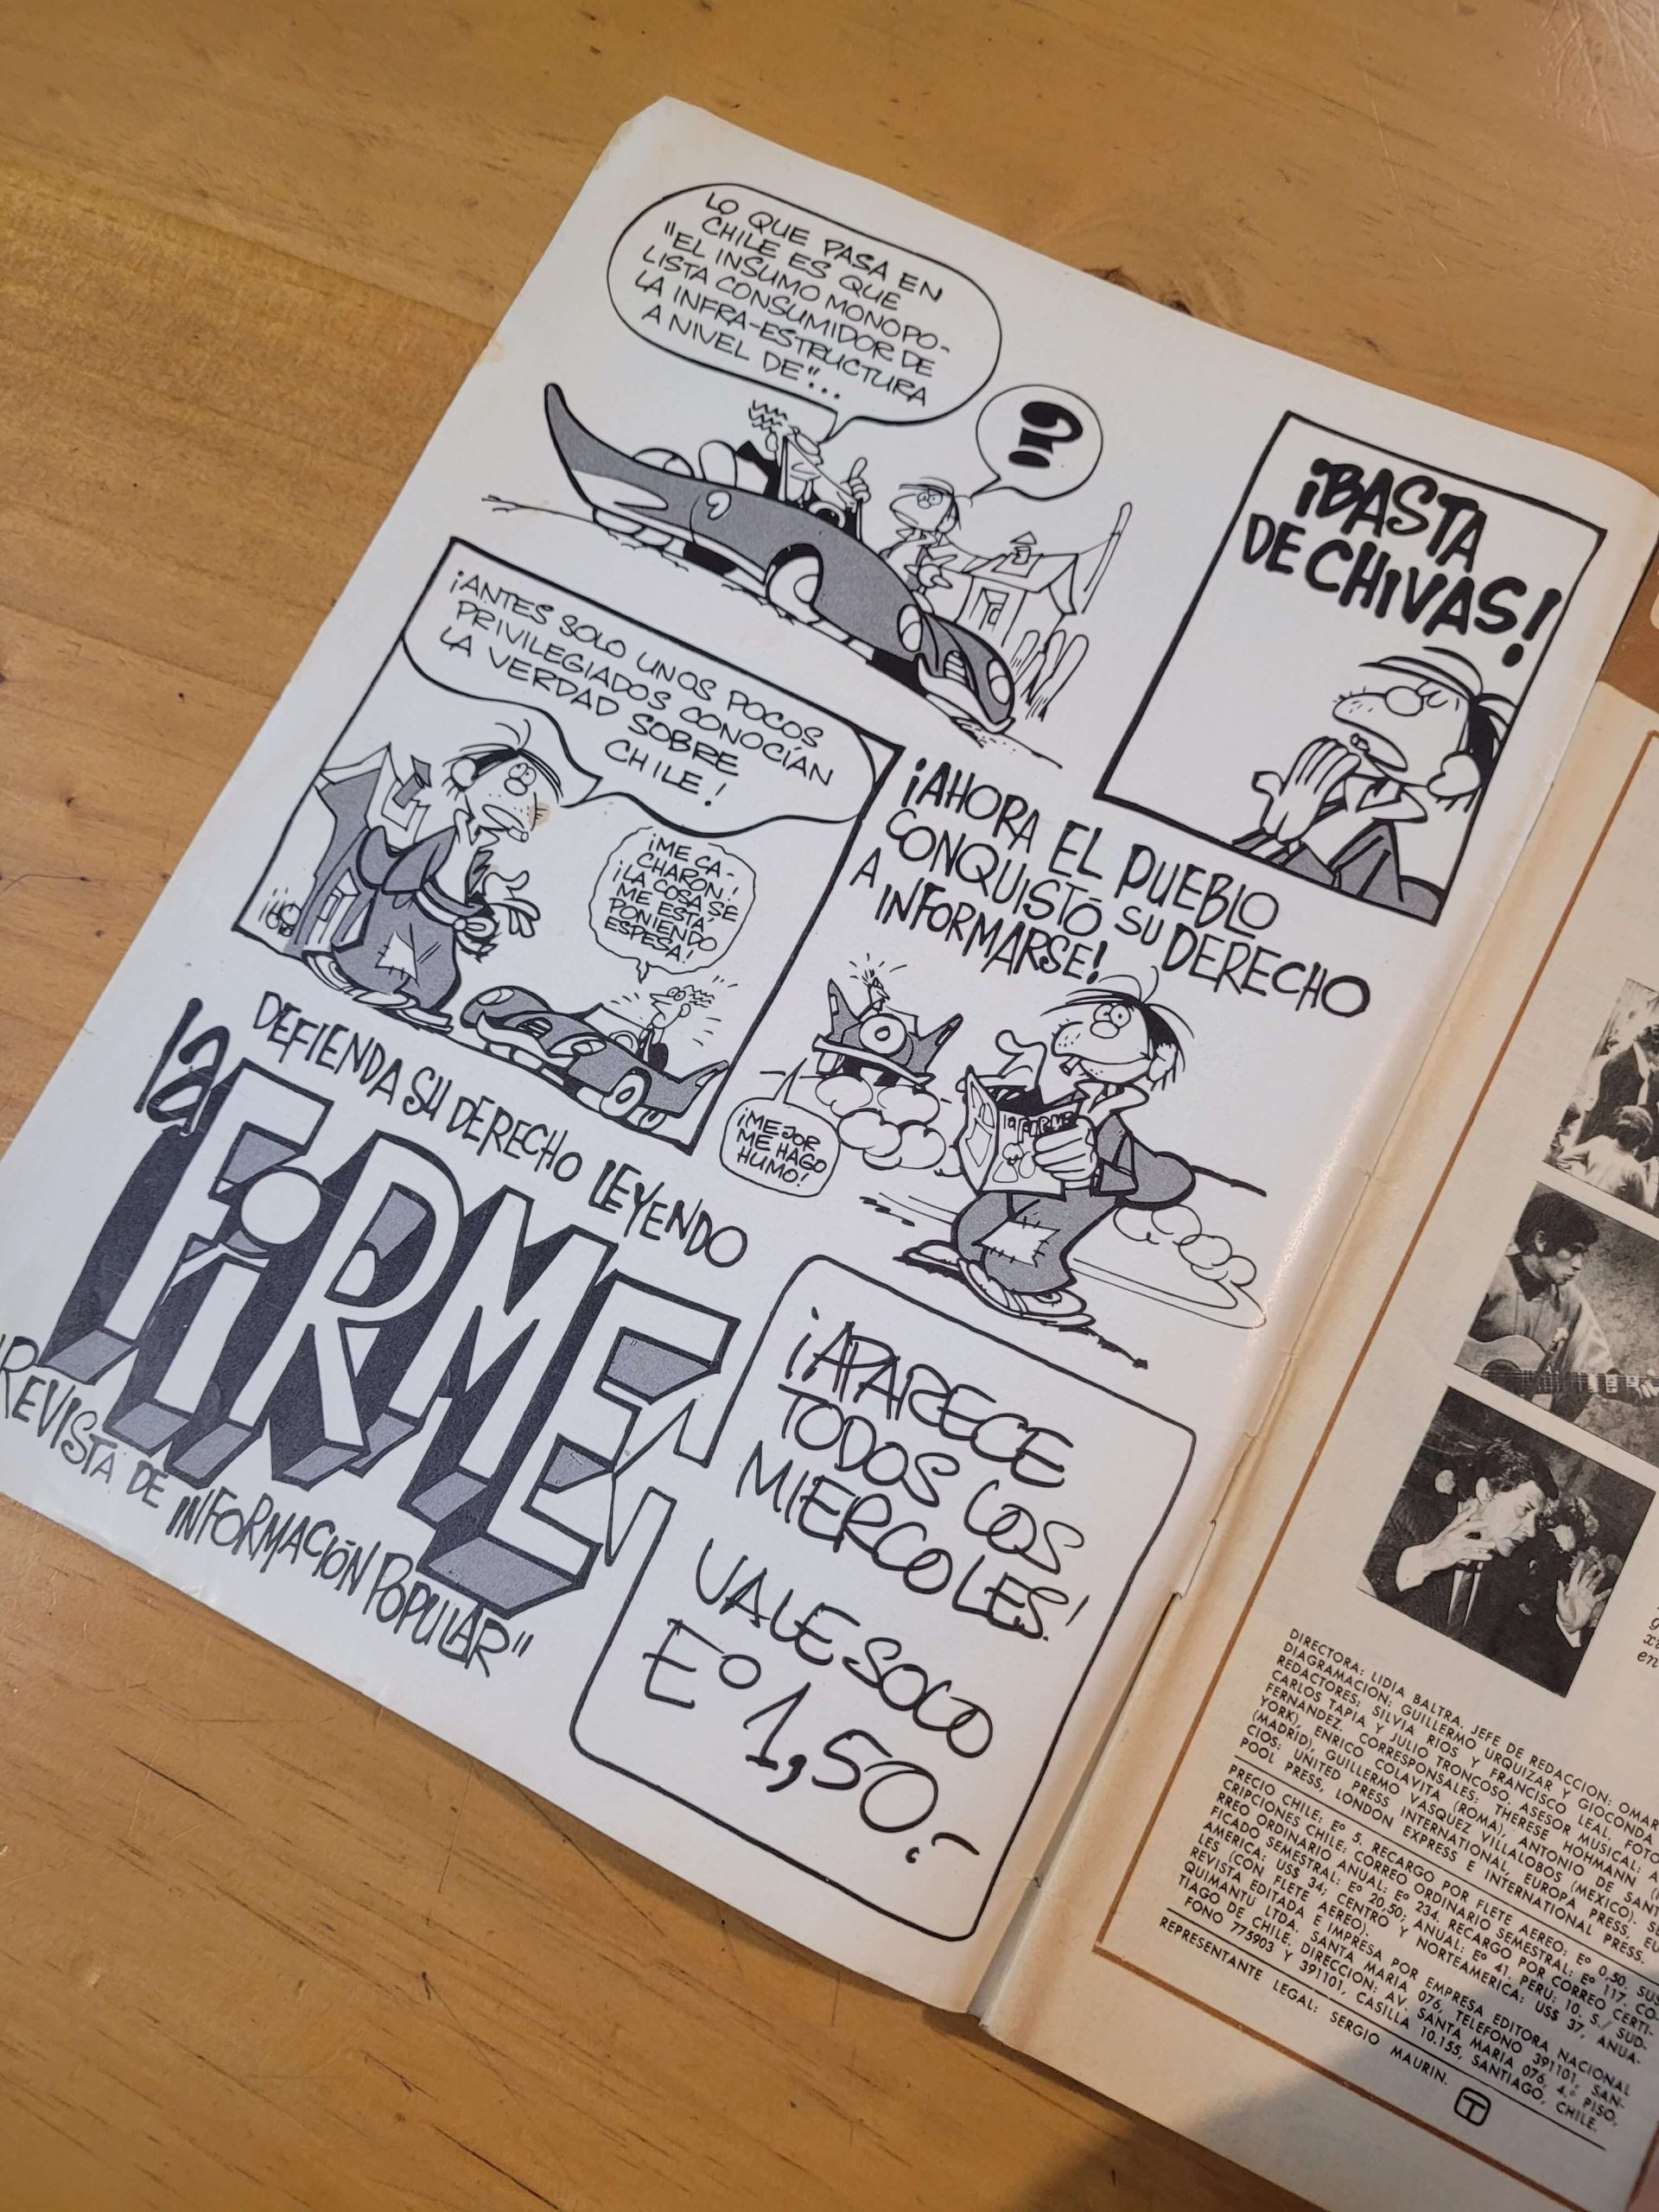 LO QUE PASA EN
CHILE ES QUE
"EL INSUMO MONOPO-
LISTA CONSUMIDOR DE
LA INFRA-ESTRUCTURA
A NIVEL DE"...
?
¡BASTA
DE CHIVAS!
¡ANTES SOLO UNOS POCOS
PRIVILEGIADOS CONOCÍAN
LA VERDAD SOBRE
CHILE!
¡ME CA-
CHARON!
¡LA COSA SE
ME ESTÁ
PONIENDO
ESPESA!
¡AHORA EL PUEBLO
CONQUISTÓ SU DERECHO
A INFORMARSE!
¡MEJOR
ME HAGO
HUMO!
la FIRME
DEFIENDA SU DERECHO LEYENDO
la
FiRME
"REVISTA DE INFORMACIÓN POPULAR"
¡APARECE
TODOS LOS
MIERCOLES!
VALE SOLO
Eº 1,50.-
DIRECTORA: LIDIA BALTRA. JEFE DE REDACCION: OMAR
DIAGRAMACION: GUILLERMO URQUIZAR Y GIOCONDA
REDACTORES: SILVIA RIOS Y FRANCISCO LEAL. FOTO
CARLOS TAPIA Y JULIO TRONCOSO. ASESOR MUSICAL:
FERNANDEZ. CORRESPONSALES: THERESE HOHMANN
YORK), ENRICO COLAVITA (ROMA), ANTONIO DE SANT
(MADRID), GUILLERMO VASQUEZ VILLALOBOS (MEXICO).
CIOS: UNITED PRESS INTERNATIONAL, EUROPA PRESS, EU
POOL PRESS, LONDON EXPRESS E INTERNATIONAL PRESS.
PRECIO CHILE: Eº 5. RECARGO POR FLETE AEREO: Eº 0,50. SUS
CRIPCIONES CHILE: CORREO ORDINARIO SEMESTRAL: Eº 117. CO-
RREO ORDINARIO ANUAL: Eº 234. RECARGO POR CORREO CERTI-
FICADO SEMESTRAL: Eº 20,50, ANUAL: Eº 41. PERU: 10. S./ SUD-
AMERICA: US$ 34; CENTRO Y NORTEAMERICA: US$ 37, ANUA-
LES (CON FLETE AEREO).
REVISTA EDITADA E IMPRESA POR EMPRESA EDITORA NACIONAL
QUIMANTU LTDA. SANTA MARIA 076, TELEFONO 391101, SAN-
TIAGO DE CHILE. DIRECCION: AV. SANTA MARIA 076, 4.º PISO,
FONO 775903 Y 391101, CASILLA 10.155, SANTIAGO, CHILE.
REPRESENTANTE LEGAL: SERGIO MAURIN.